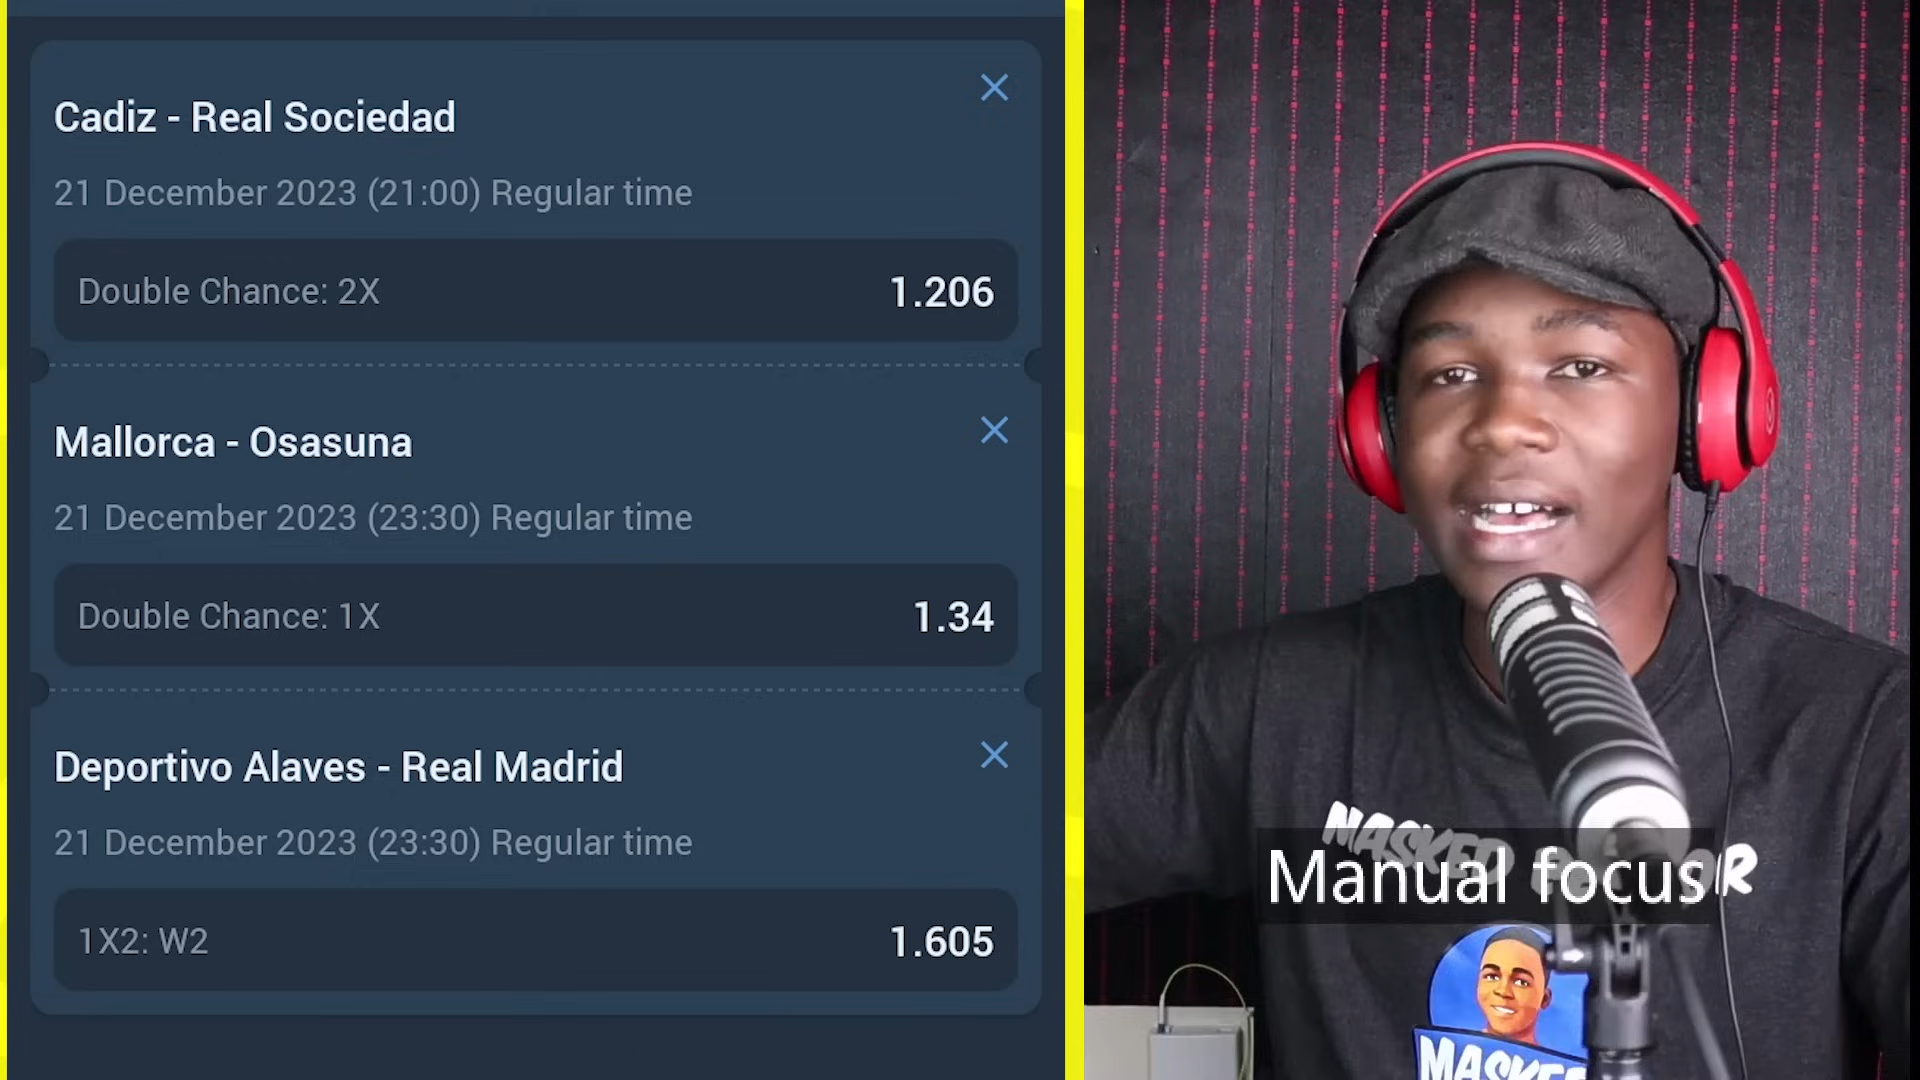 Cadiz - Real Sociedad
21 December 2023 (21:00) Regular time
Double Chance: 2X
1.206
Mallorca - Osasuna
21 December 2023 (23:30) Regular time
Double Chance: 1X
1.34
Deportivo Alaves - Real Madrid
21 December 2023 (23:30) Regular time
1X2: W2
1.605
MASKED
Manual focus